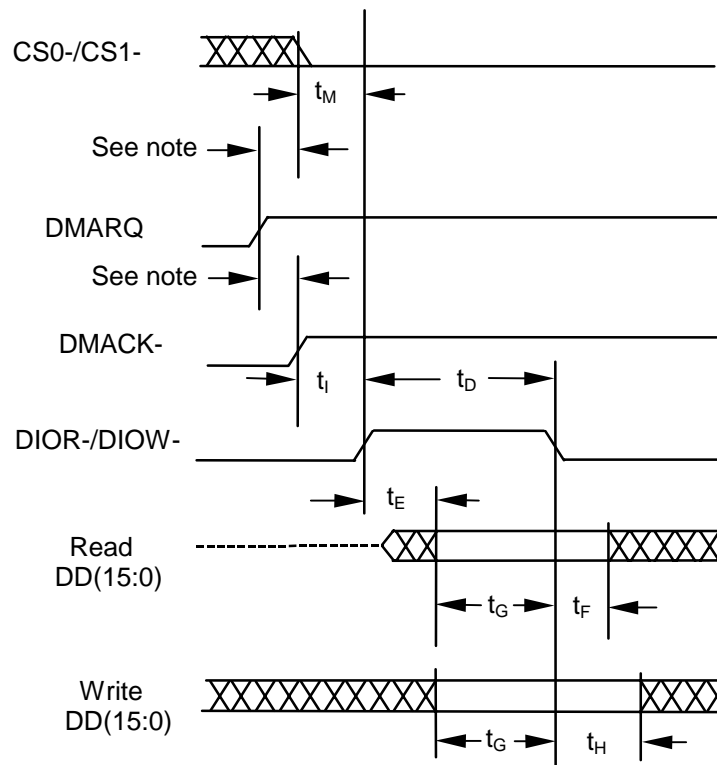 CS0-/CS1-
tM
See note
DMARQ
See note
DMACK-
tI
tD
DIOR-/DIOW-
tE
Read
DD(15:0)
tG
tF
Write
DD(15:0)
tG
tH